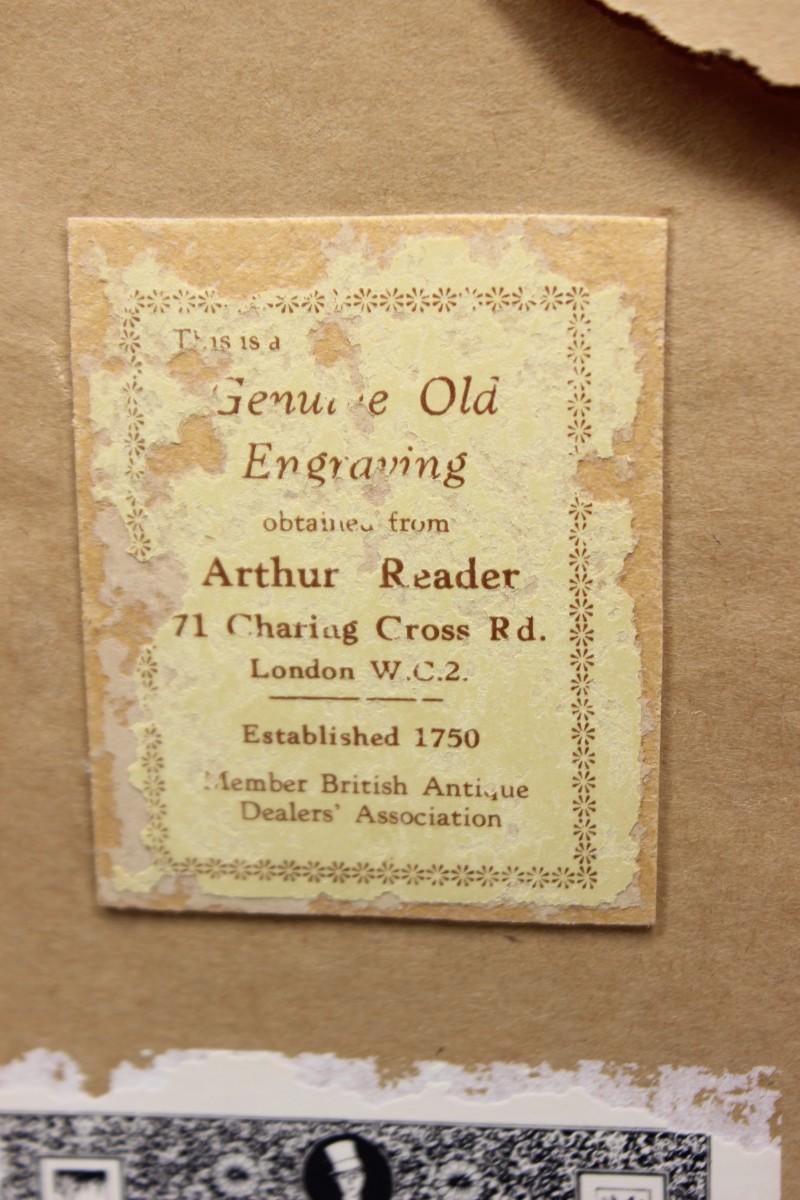 This is a
Genuine Old
Engraving
obtained from
Arthur Reader
71 Charing Cross Rd.
London W.C.2.
Established 1750
Member British Antique
Dealers' Association